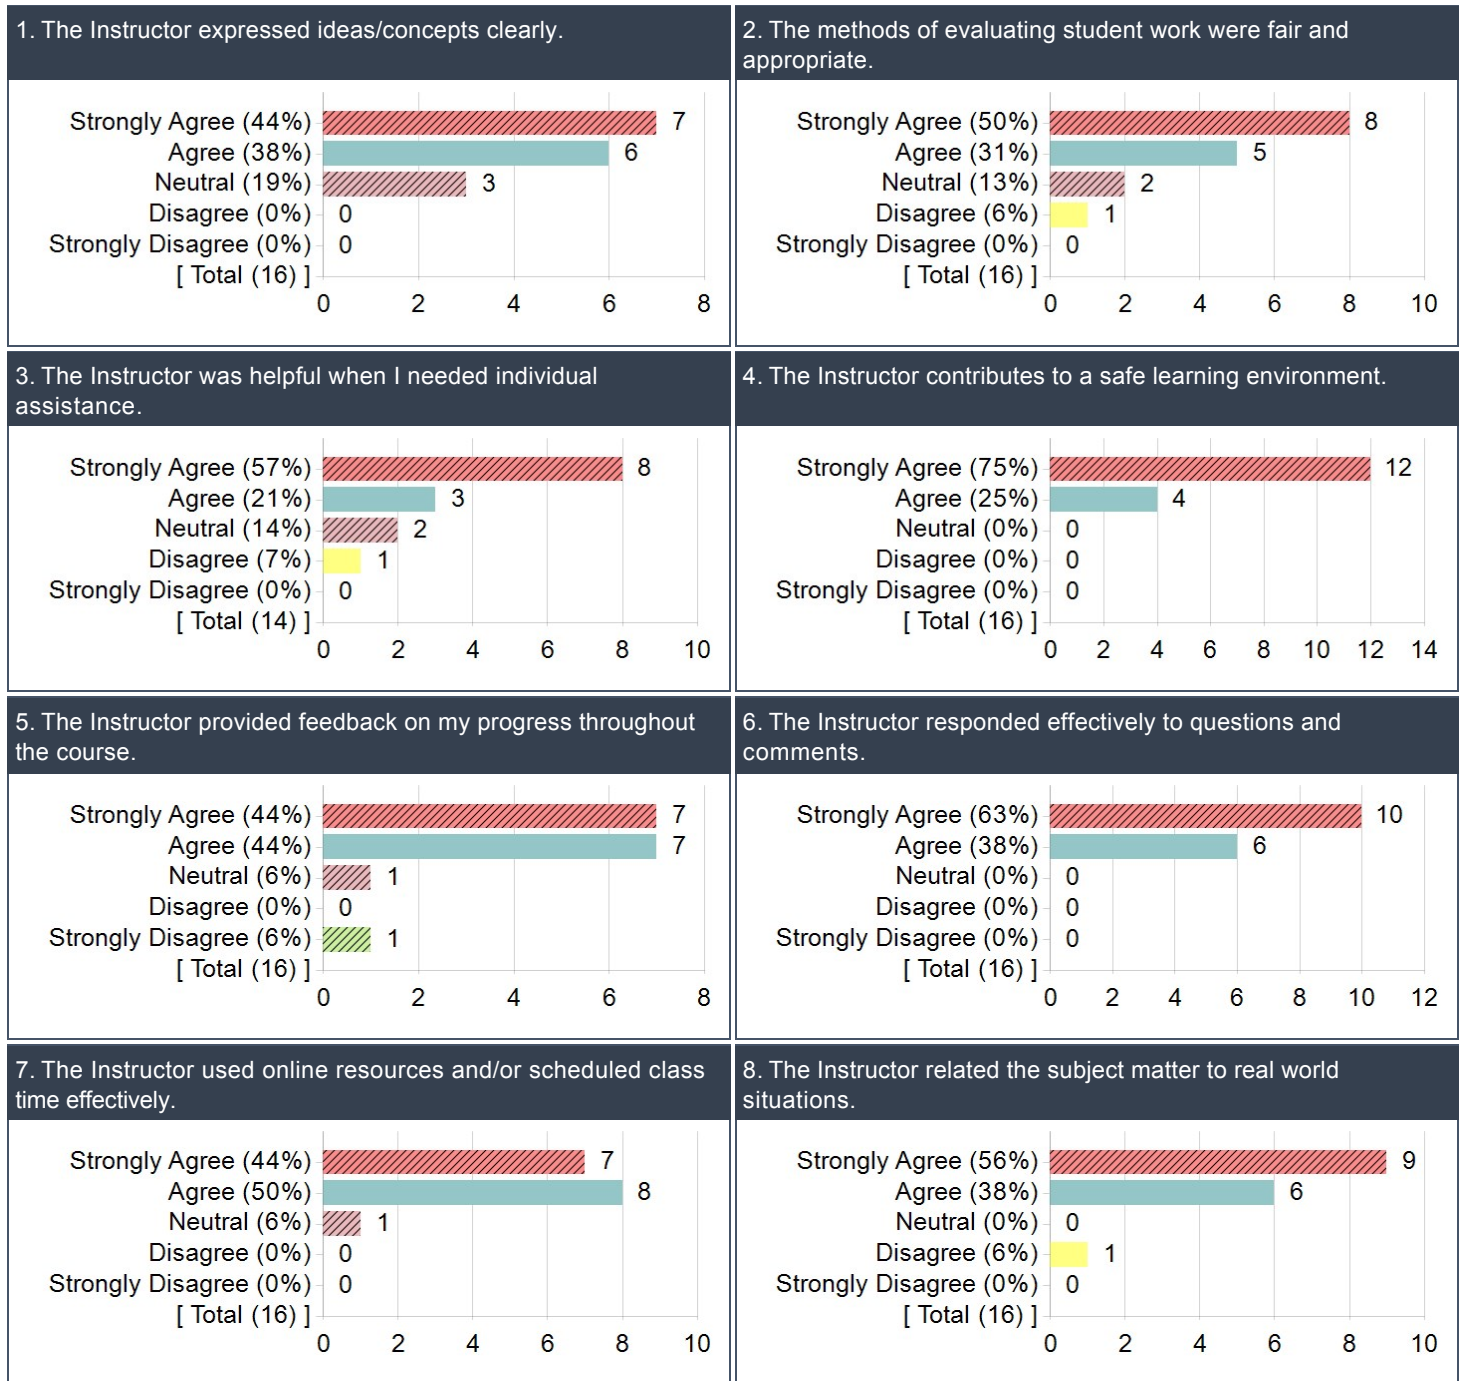 1. The Instructor expressed ideas/concepts clearly.
Strongly Agree (44%) 7
Agree (38%) 6
Neutral (19%) 3
Disagree (0%) 0
Strongly Disagree (0%) 0
[ Total (16) ]
0 2 4 6 8
2. The methods of evaluating student work were fair and
appropriate.
Strongly Agree (50%) 8
Agree (31%) 5
Neutral (13%) 2
Disagree (6%) 1
Strongly Disagree (0%) 0
[ Total (16) ]
0 2 4 6 8 10
3. The Instructor was helpful when I needed individual
assistance.
Strongly Agree (57%) 8
Agree (21%) 3
Neutral (14%) 2
Disagree (7%) 1
Strongly Disagree (0%) 0
[ Total (14) ]
0 2 4 6 8 10
4. The Instructor contributes to a safe learning environment.
Strongly Agree (75%) 12
Agree (25%) 4
Neutral (0%) 0
Disagree (0%) 0
Strongly Disagree (0%) 0
[ Total (16) ]
0 2 4 6 8 10 12 14
5. The Instructor provided feedback on my progress throughout
the course.
Strongly Agree (44%) 7
Agree (44%) 7
Neutral (6%) 1
Disagree (0%) 0
Strongly Disagree (6%) 1
[ Total (16) ]
0 2 4 6 8
6. The Instructor responded effectively to questions and
comments.
Strongly Agree (63%) 10
Agree (38%) 6
Neutral (0%) 0
Disagree (0%) 0
Strongly Disagree (0%) 0
[ Total (16) ]
0 2 4 6 8 10 12
7. The Instructor used online resources and/or scheduled class
time effectively.
Strongly Agree (44%) 7
Agree (50%) 8
Neutral (6%) 1
Disagree (0%) 0
Strongly Disagree (0%) 0
[ Total (16) ]
0 2 4 6 8 10
8. The Instructor related the subject matter to real world
situations.
Strongly Agree (56%) 9
Agree (38%) 6
Neutral (0%) 0
Disagree (6%) 1
Strongly Disagree (0%) 0
[ Total (16) ]
0 2 4 6 8 10